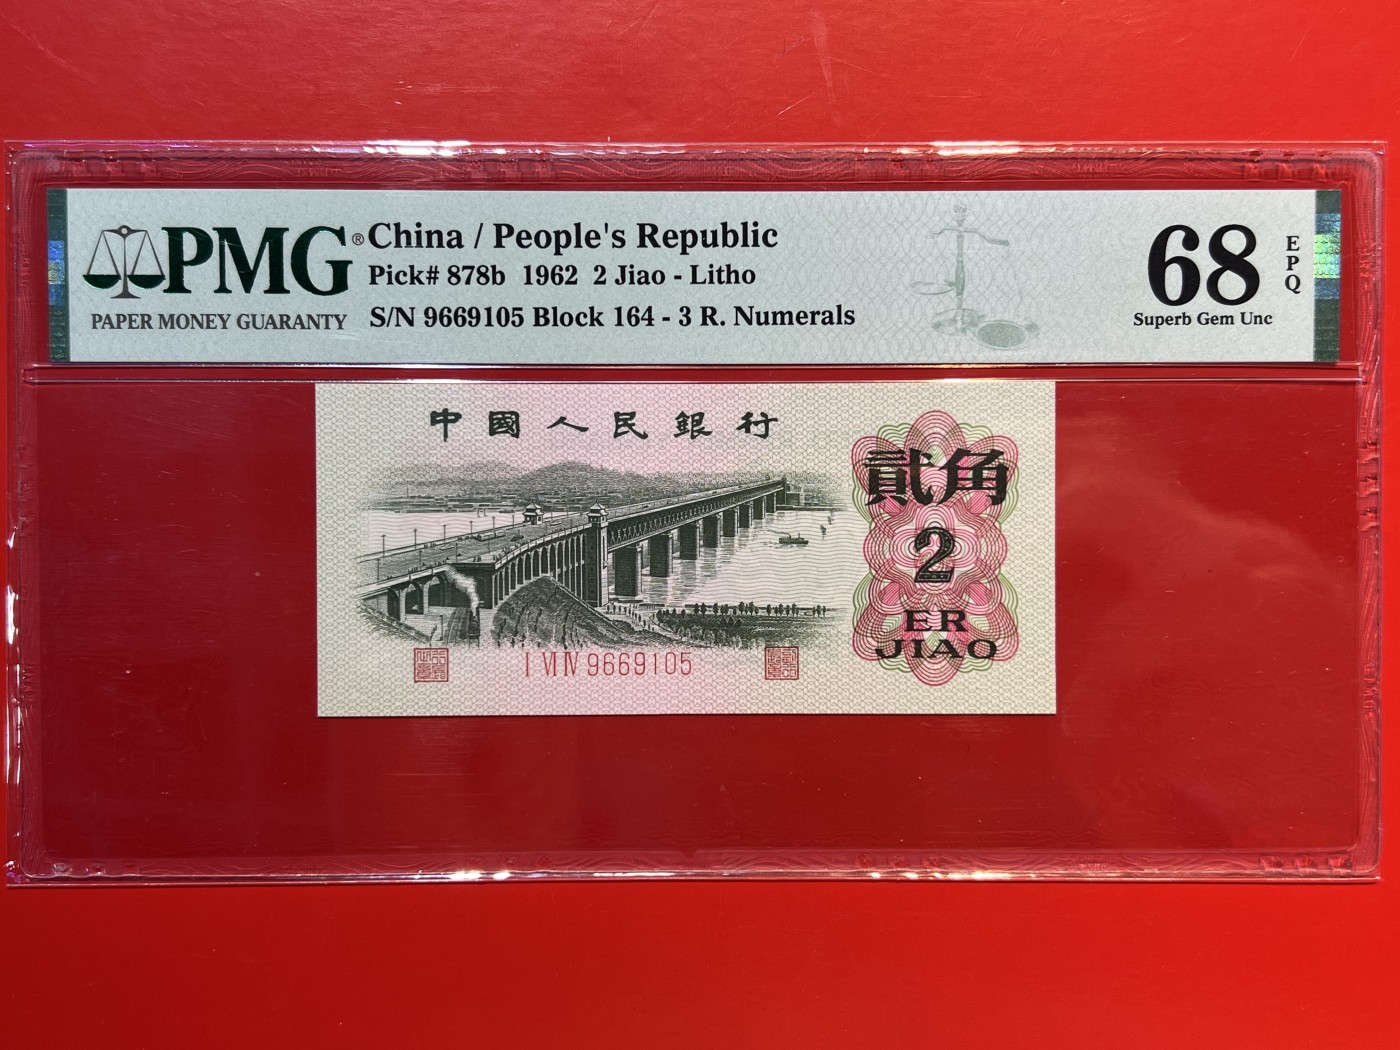 PMG®
PAPER MONEY GUARANTY
China / People's Republic
Pick# 878b 1962 2 Jiao - Litho
S/N 9669105 Block 164 - 3 R. Numerals
68
EPQ
Superb Gem Unc
中國人民銀行
貳角
2
ER
JIAO
I VI IV 9669105